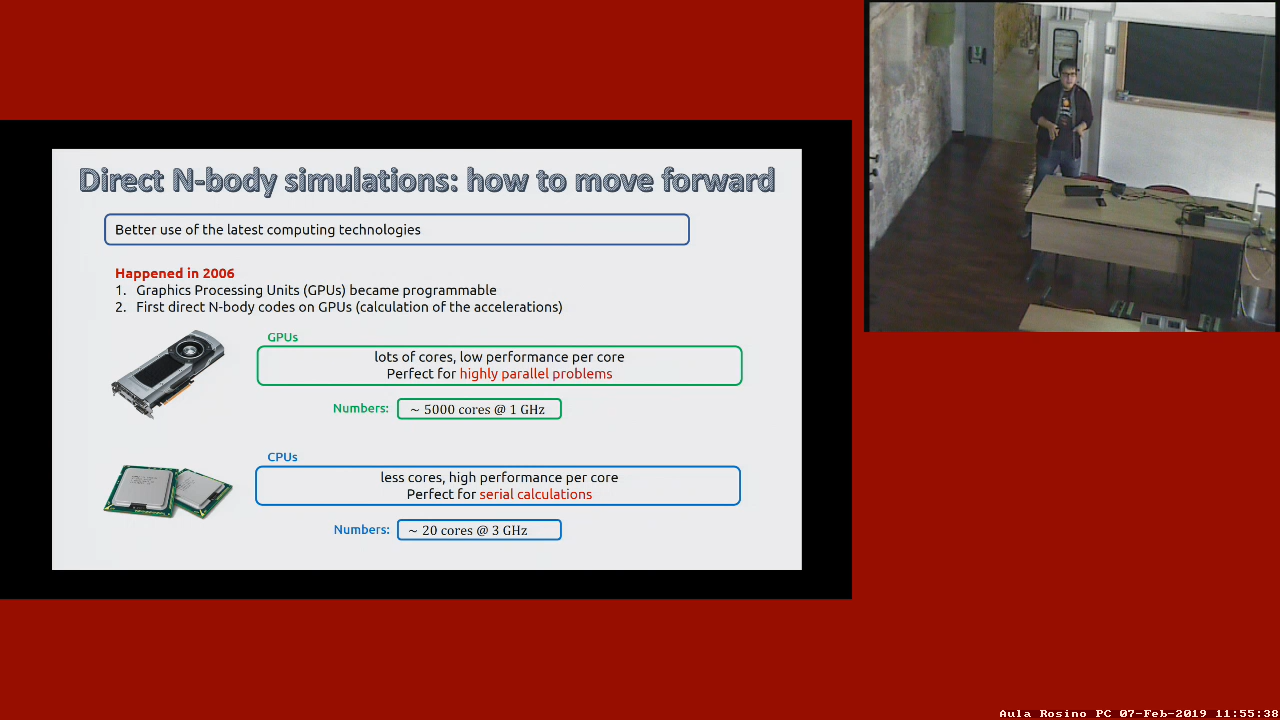 Direct N-body simulations: how to move forward
Better use of the latest computing technologies
Happened in 2006
1. Graphics Processing Units (GPUs) became programmable
2. First direct N-body codes on GPUs (calculation of the accelerations)
GPUs
lots of cores, low performance per core
Perfect for highly parallel problems
Numbers: ~ 5000 cores @ 1 GHz
CPUs
less cores, high performance per core
Perfect for serial calculations
Numbers: ~ 20 cores @ 3 GHz
Aula Rosino PC 07-Feb-2019 11:55:38